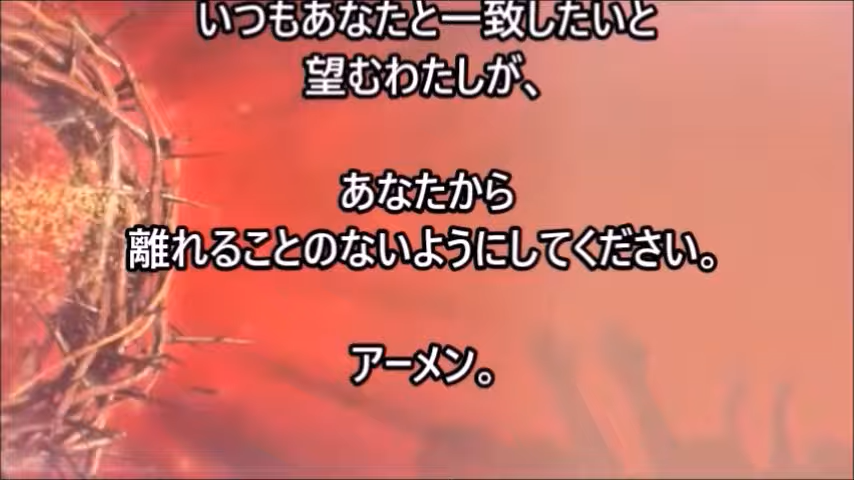 いつもあなたと一致したいと
望むわたしが、
あなたから
離れることのないようにしてください。
アーメン。